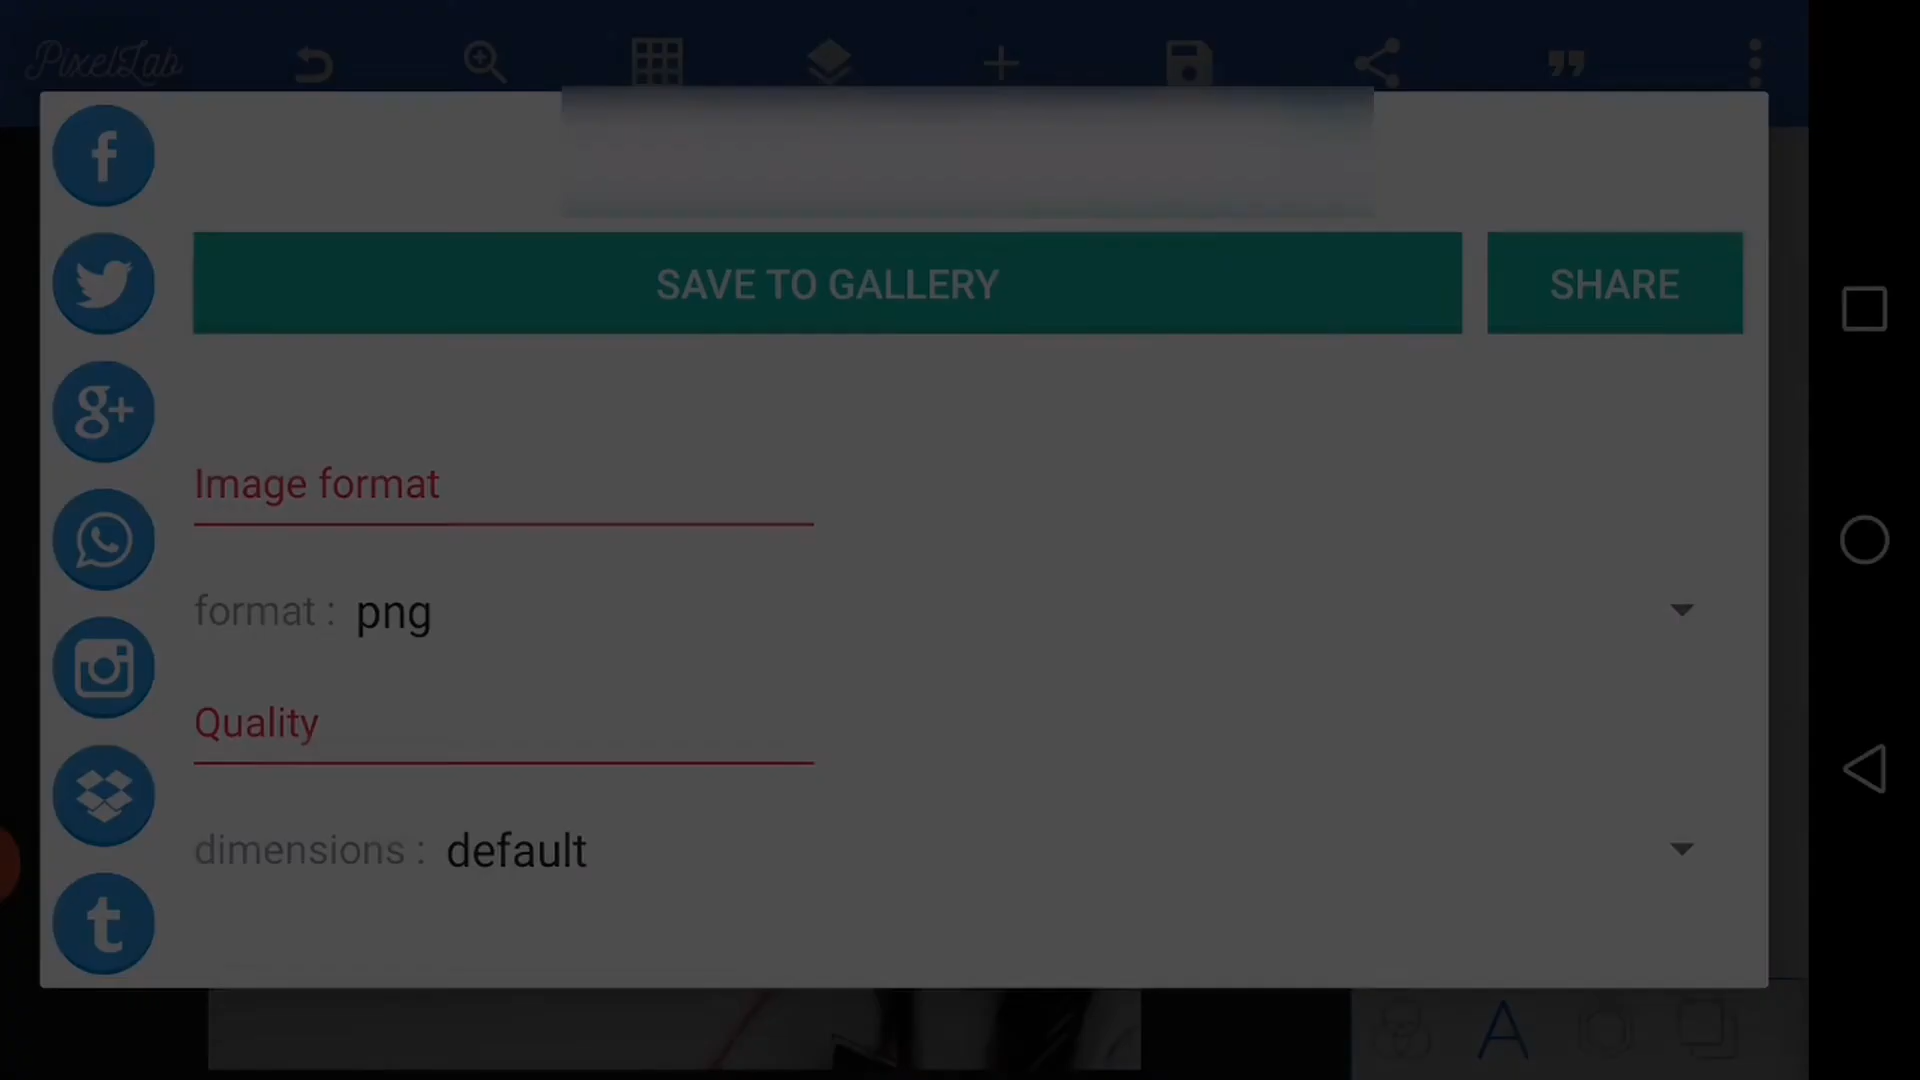 PixelLab
SAVE TO GALLERY
SHARE
Image format
format : png
Quality
dimensions : default